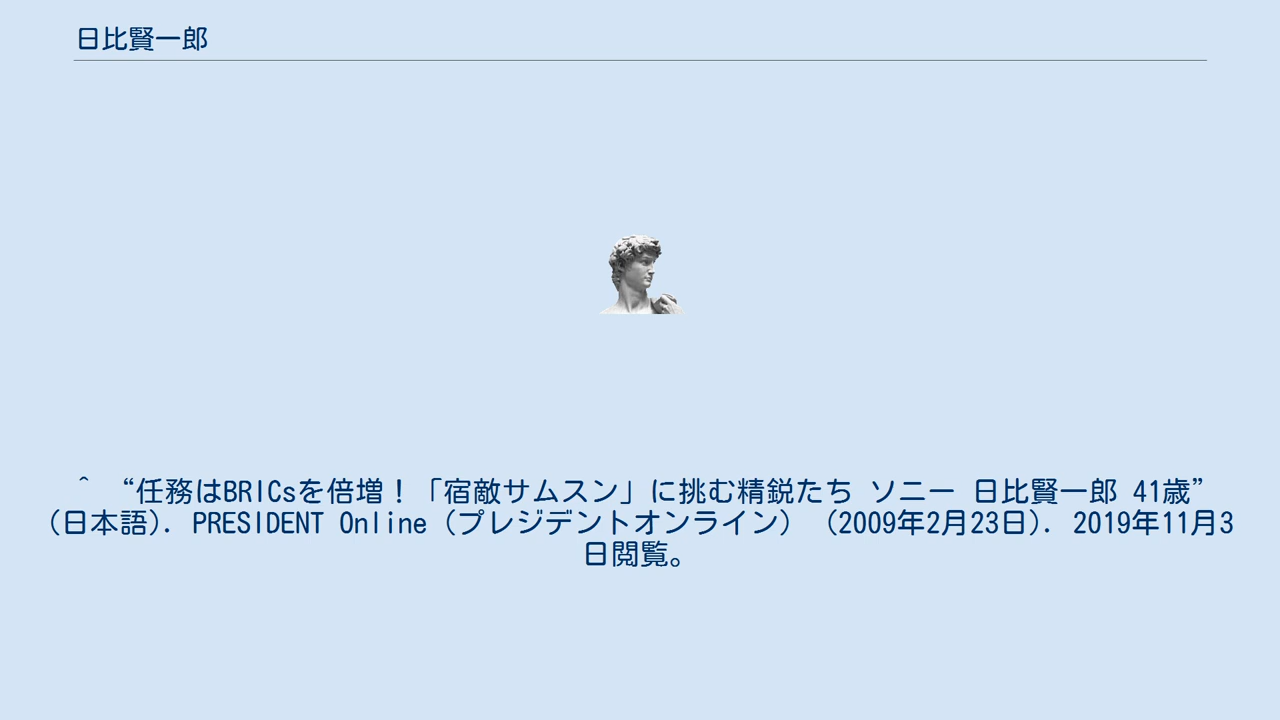 日比賢一郎
^ “任務はBRICsを倍増！「宿敵サムスン」に挑む精鋭たち ソニー 日比賢一郎 41歳”
(日本語). PRESIDENT Online（プレジデントオンライン） (2009年2月23日). 2019年11月3
日閲覧。